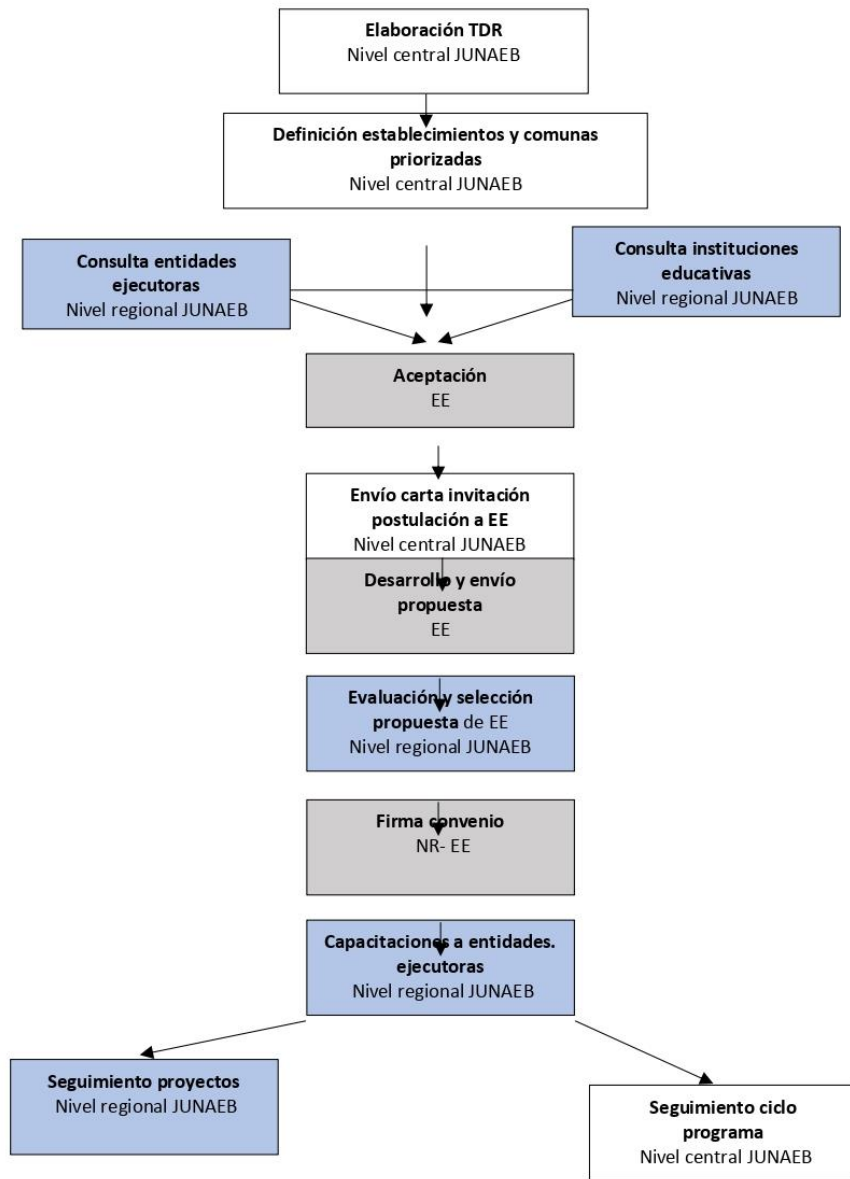 Elaboración TDR
Nivel central JUNAEB
Definición establecimientos y comunas
priorizadas
Nivel central JUNAEB
Consulta entidades
ejecutoras
Nivel regional JUNAEB
Consulta instituciones
educativas
Nivel regional JUNAEB
Aceptación
EE
Envío carta invitación
postulación a EE
Nivel central JUNAEB
Desarrollo y envío
propuesta
EE
Evaluación y selección
propuesta de EE
Nivel regional JUNAEB
Firma convenio
NR- EE
Capacitaciones a entidades.
ejecutoras
Nivel regional JUNAEB
Seguimiento proyectos
Nivel regional JUNAEB
Seguimiento ciclo
programa
Nivel central JUNAEB